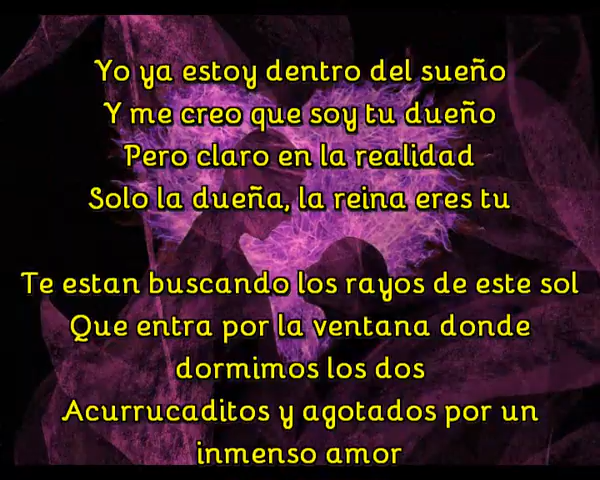 Yo ya estoy dentro del sueño
Y me creo que soy tu dueño
Pero claro en la realidad
Solo la dueña, la reina eres tu
Te estan buscando los rayos de este sol
Que entra por la ventana donde
dormimos los dos
Acurrucaditos y agotados por un
inmenso amor